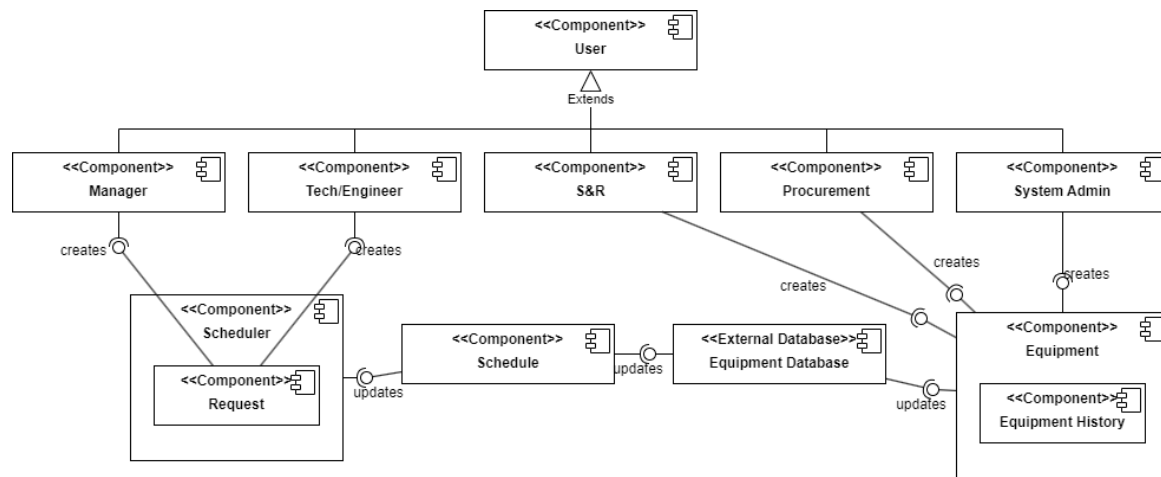 <<Component>>
User
Extends
<<Component>>
Manager
<<Component>>
Tech/Engineer
<<Component>>
S&R
<<Component>>
Procurement
<<Component>>
System Admin
creates
creates
creates
creates
creates
<<Component>>
Scheduler
<<Component>>
Request
updates
<<Component>>
Schedule
updates
<<External Database>>
Equipment Database
updates
<<Component>>
Equipment
<<Component>>
Equipment History